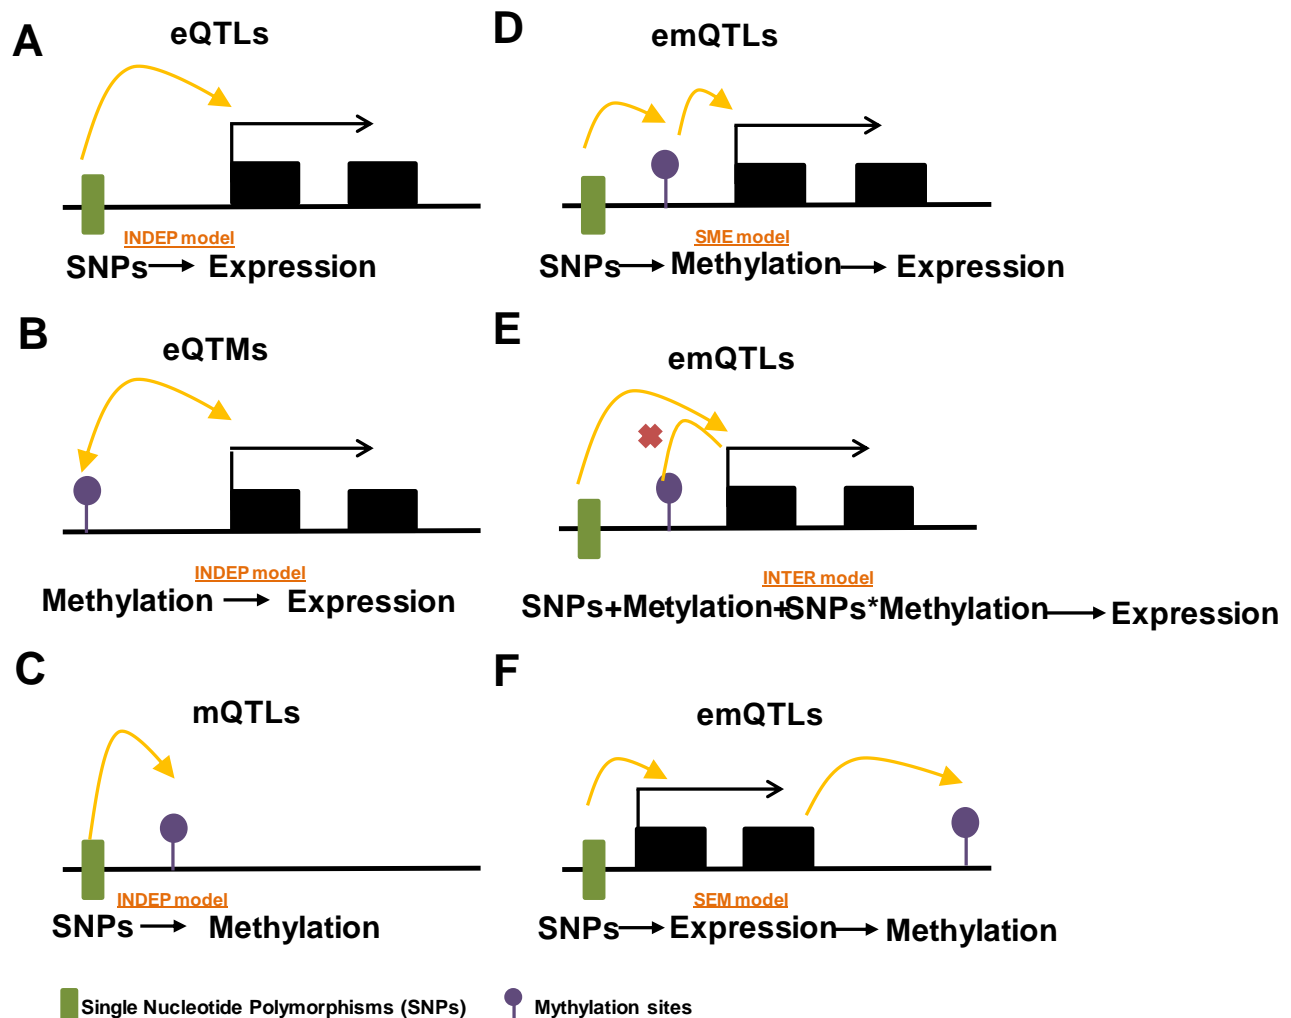 A
eQTLs
INDEP model
SNPs Expression
B
eQTMs
INDEP model
Methylation Expression
C
mQTLs
INDEP model
SNPs Methylation
D
emQTLs
SME model
SNPs Methylation Expression
E
emQTLs
INTER model
SNPs+Metylation+SNPs*Methylation Expression
F
emQTLs
SEM model
SNPs Expression Methylation
Single Nucleotide Polymorphisms (SNPs) Mythylation sites